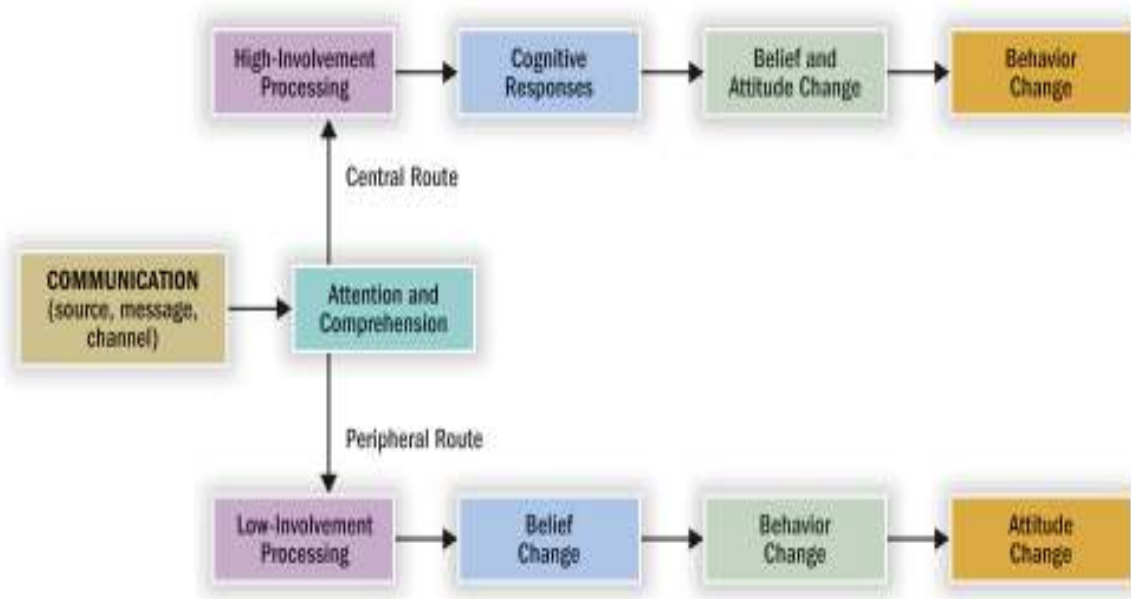 High-Involvement
Processing
Cognitive
Responses
Belief and
Attitude Change
Behavior
Change
Central Route
COMMUNICATION
(source, message,
channel)
Attention and
Comprehension
Peripheral Route
Low-Involvement
Processing
Belief
Change
Behavior
Change
Attitude
Change